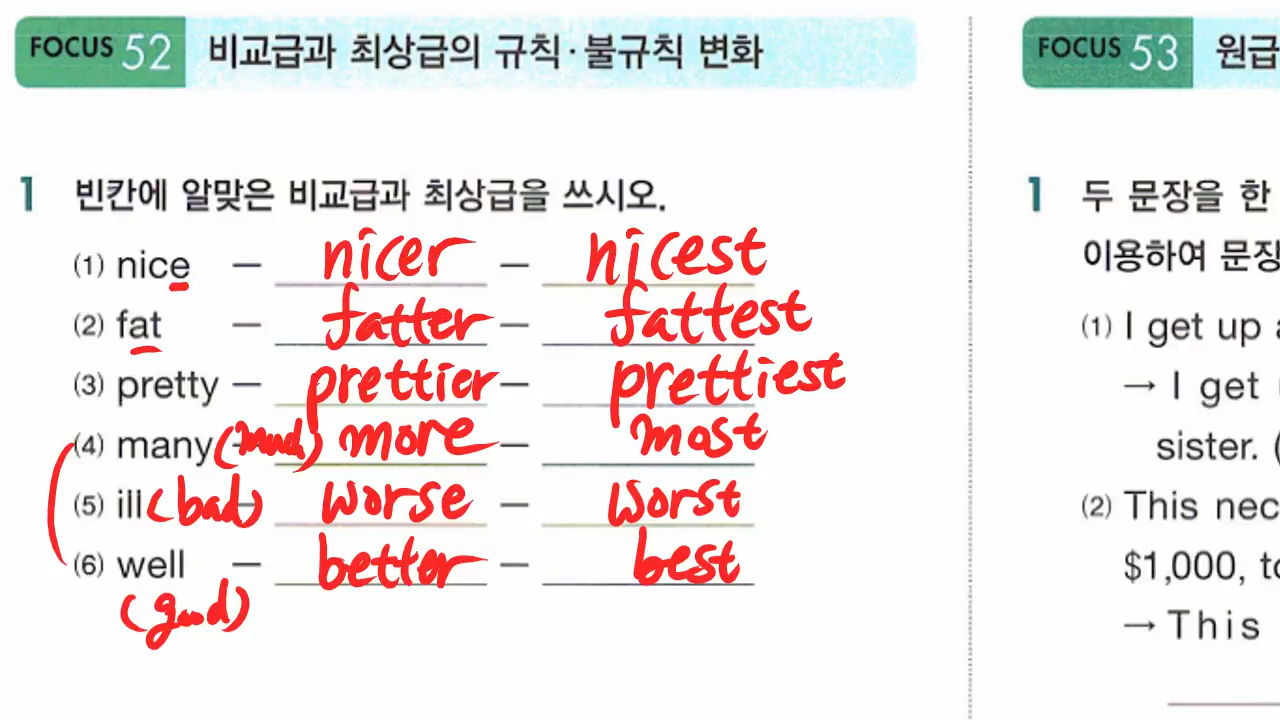 FOCUS 52 비교급과 최상급의 규칙·불규칙 변화
1 빈칸에 알맞은 비교급과 최상급을 쓰시오.
(1) nice – nicer – nicest
(2) fat – fatter – fattest
(3) pretty – prettier – prettiest
(4) many (much) – more – most
(5) ill (bad) – worse – worst
(6) well – better – best
(good)
FOCUS 53 원급
1 두 문장을 한
이용하여 문장
(1) I get up a
→ I get
sister. (
(2) This nec
$1,000, to
→ This